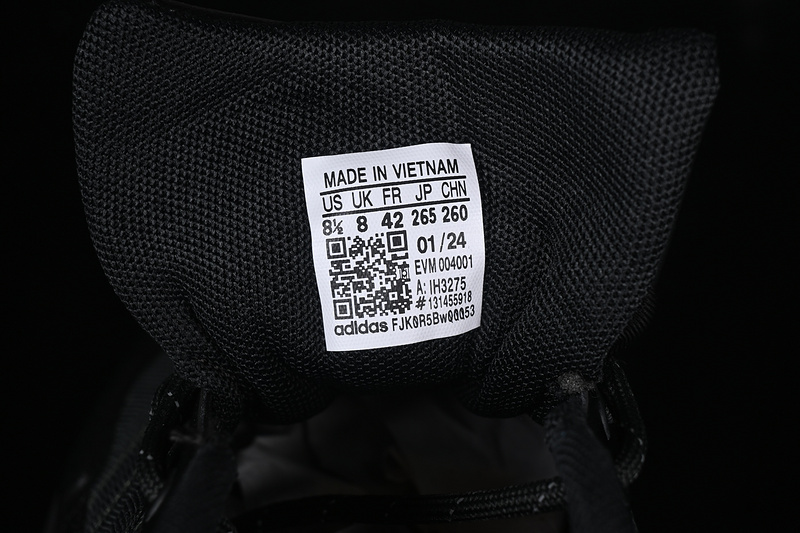 MADE IN VIETNAM
US UK FR JP CHN
8½ 8 42 265 260
01/24
EVM 004001
A: IH3275
# 131455918
adidas FJK0R5BwQ0Q53